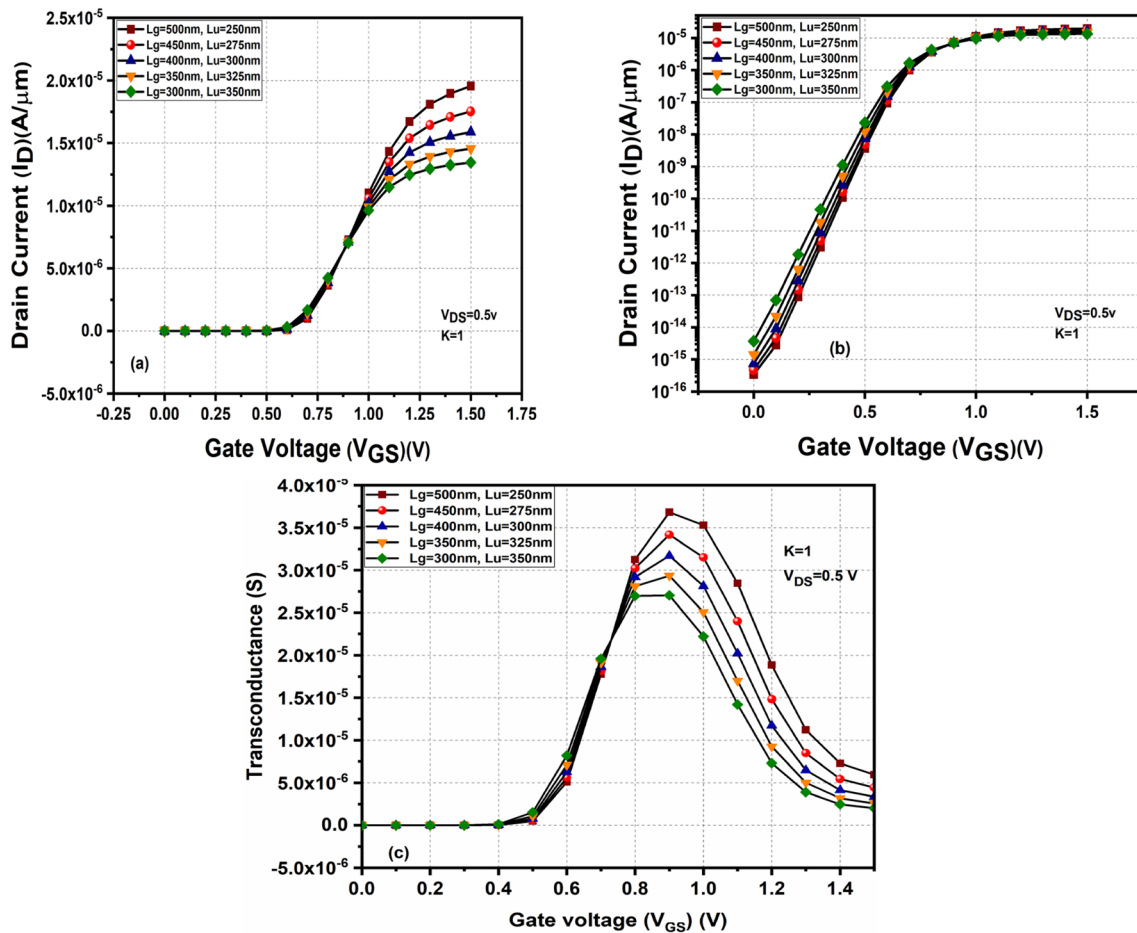 2.5x10⁻⁵
2.0x10⁻⁵
1.5x10⁻⁵
1.0x10⁻⁵
5.0x10⁻⁶
0.0
-5.0x10⁻⁶
Drain Current (I_D)(A/μm)
Lg=500nm, Lu=250nm
Lg=450nm, Lu=275nm
Lg=400nm, Lu=300nm
Lg=350nm, Lu=325nm
Lg=300nm, Lu=350nm
V_DS=0.5v
K=1
(a)
-0.25 0.00 0.25 0.50 0.75 1.00 1.25 1.50 1.75
Gate Voltage (V_GS)(V)
10⁻⁵
10⁻⁶
10⁻⁷
10⁻⁸
10⁻⁹
10⁻¹⁰
10⁻¹¹
10⁻¹²
10⁻¹³
10⁻¹⁴
10⁻¹⁵
10⁻¹⁶
Drain Current (I_D)(A/μm)
Lg=500nm, Lu=250nm
Lg=450nm, Lu=275nm
Lg=400nm, Lu=300nm
Lg=350nm, Lu=325nm
Lg=300nm, Lu=350nm
V_DS=0.5v
K=1
(b)
0.0 0.5 1.0 1.5
Gate Voltage (V_GS)(V)
4.0x10⁻⁵
3.5x10⁻⁵
3.0x10⁻⁵
2.5x10⁻⁵
2.0x10⁻⁵
1.5x10⁻⁵
1.0x10⁻⁵
5.0x10⁻⁶
0.0
-5.0x10⁻⁶
Transconductance (S)
Lg=500nm, Lu=250nm
Lg=450nm, Lu=275nm
Lg=400nm, Lu=300nm
Lg=350nm, Lu=325nm
Lg=300nm, Lu=350nm
K=1
V_DS=0.5 V
(c)
0.0 0.2 0.4 0.6 0.8 1.0 1.2 1.4
Gate voltage (V_GS) (V)